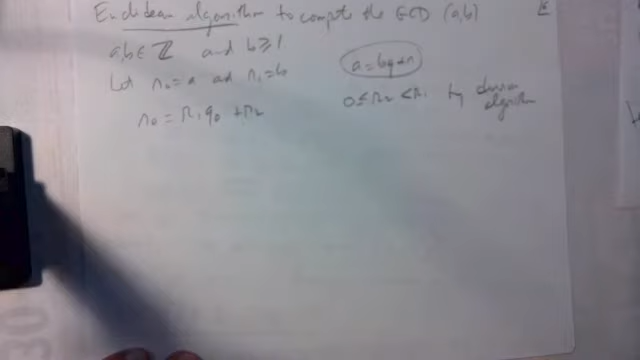 Euclidean algorithm to compute the GCD (a,b)
a,b ∈ ℤ and b ≥ 1
Let r₀ = a and r₁ = b
a = bq + r
r₀ = r₁q₀ + r₂
0 ≤ r₂ < r₁ by division algorithm